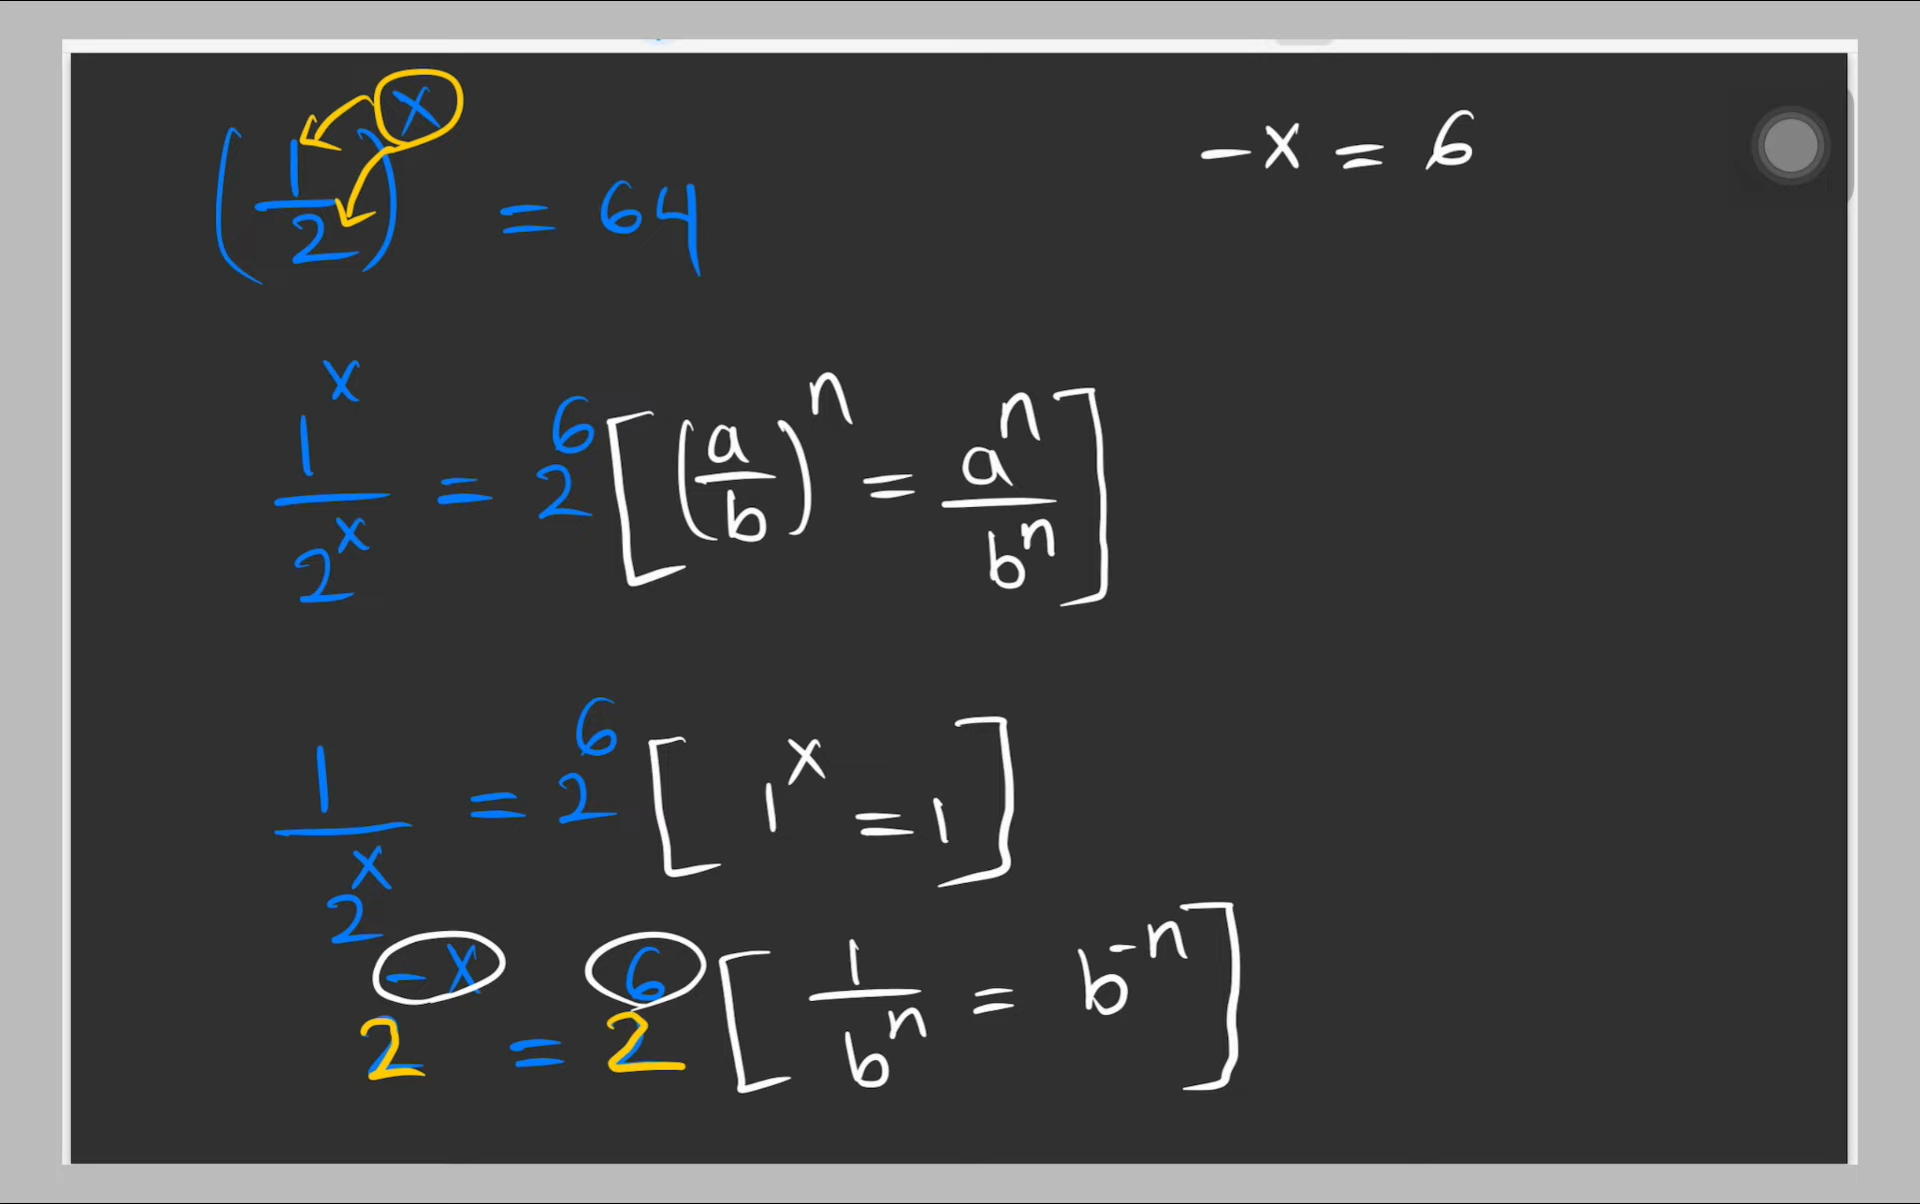 (1/2)^x = 64
1^x/2^x = 2^6 [(a/b)^n = a^n/b^n]
1/2^x = 2^6 [1^x = 1]
2^-x = 2^6 [1/b^n = b^-n]
-x = 6